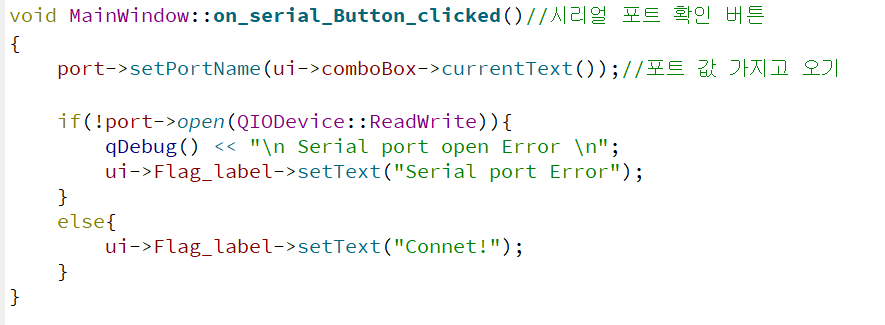 void MainWindow::on_serial_Button_clicked()//시리얼 포트 확인 버튼
{
    port->setPortName(ui->comboBox->currentText());//포트 값 가지고 오기

    if(!port->open(QIODevice::ReadWrite)){
        qDebug() << "\n Serial port open Error \n";
        ui->Flag_label->setText("Serial port Error");
    }
    else{
        ui->Flag_label->setText("Connet!");
    }
}